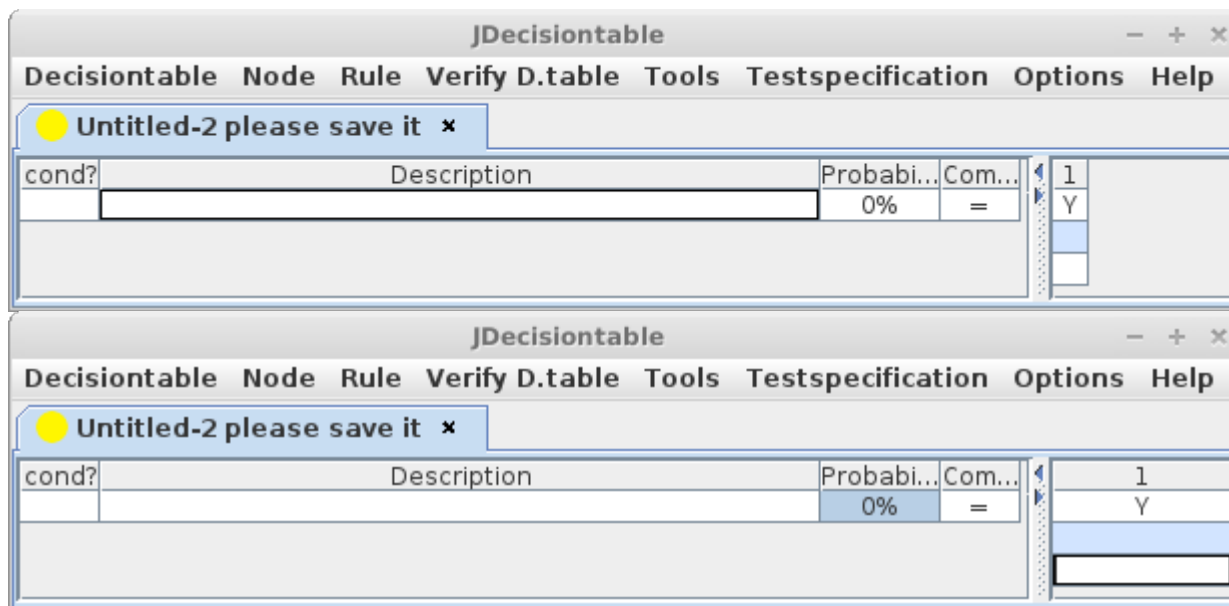 JDecisiontable
Decisiontable Node Rule Verify D.table Tools Testspecification Options Help
Untitled-2 please save it
cond? Description Probabi... Com... 1
0% = Y
JDecisiontable
Decisiontable Node Rule Verify D.table Tools Testspecification Options Help
Untitled-2 please save it
cond? Description Probabi... Com... 1
0% = Y